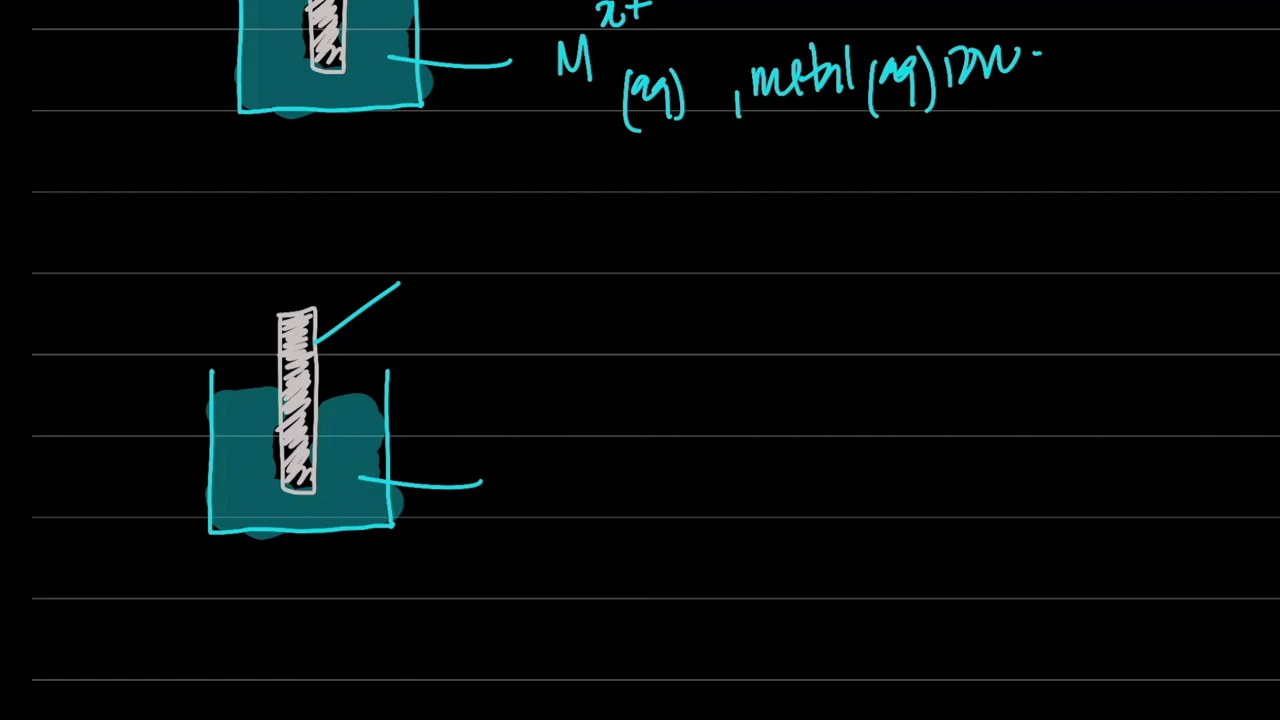 x+
M (aq) , metal (aq) ion.